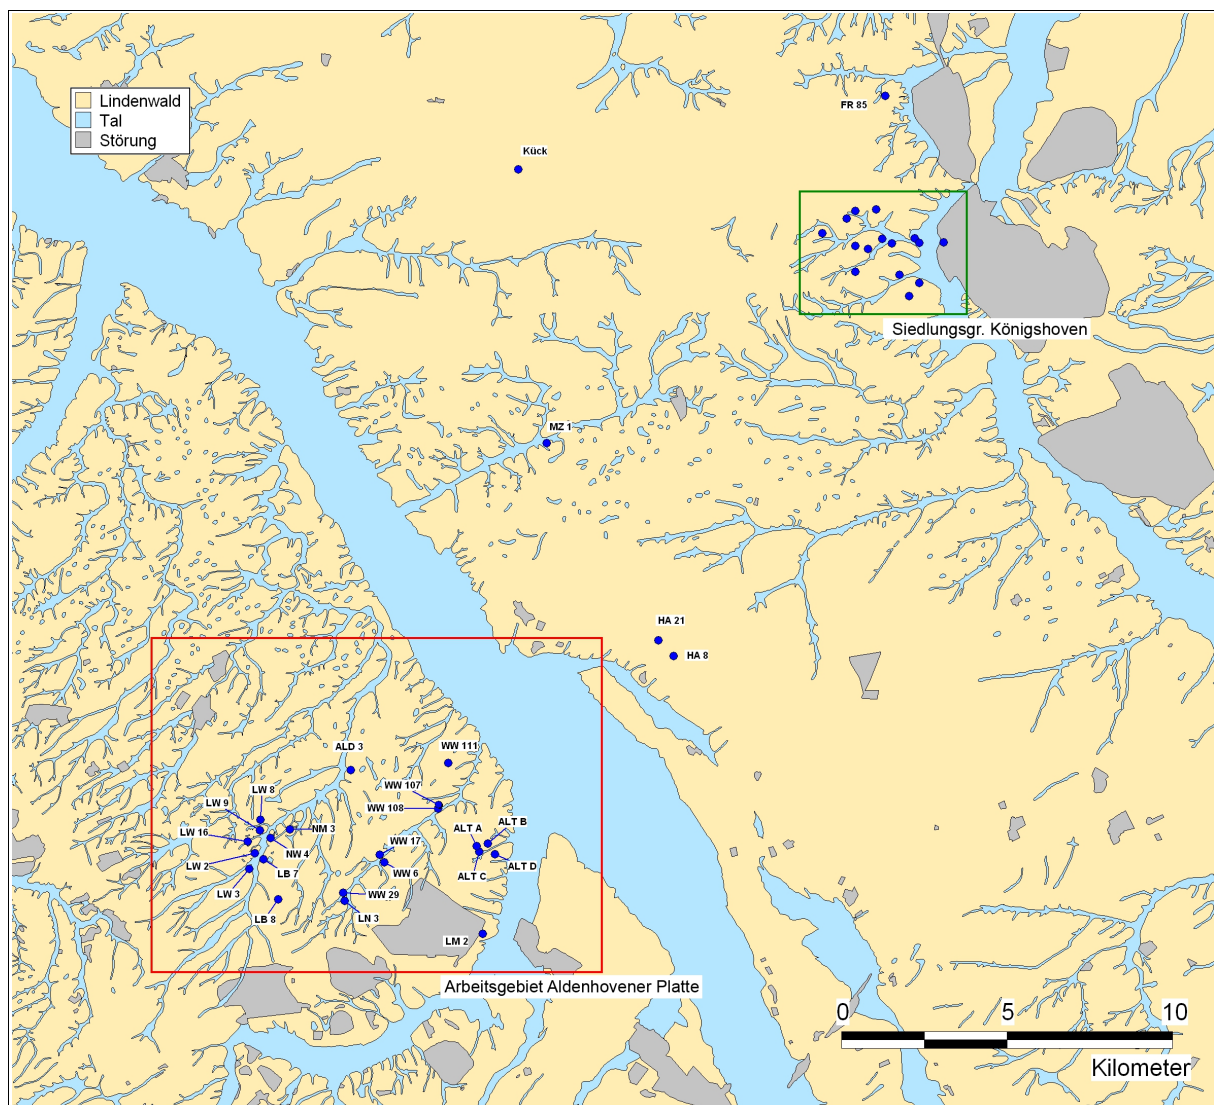 Lindenwald
Tal
Störung
FR 85
Kück
Siedlungsgr. Königshoven
MZ 1
HA 21
HA 8
ALD 3
WW 111
WW 107
LW 8
LW 9
WW 108
ALT B
LW 16
NM 3
ALT A
WW 17
NW 4
LW 2
LB 7
WW 6
ALT D
ALT C
LW 3
WW 29
LB 8
LN 3
LM 2
Arbeitsgebiet Aldenhovener Platte
0 5 10
Kilometer